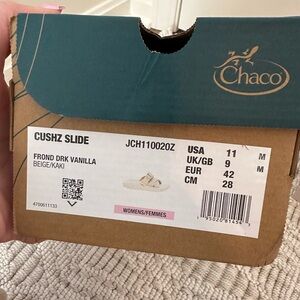 Chaco
CUSHZ SLIDE
JCH110020Z
FROND DRK VANILLA
BEIGE/KAKI
USA 11 M
UK/GB 9 M
EUR 42
CM 28
4700611133
WOMENS/FEMMES